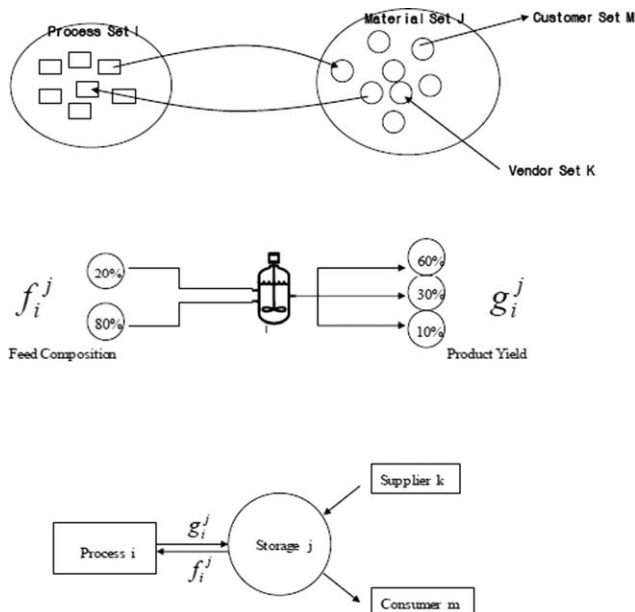 Process Set I
Material Set J
Customer Set M
Vendor Set K
20%
80%
60%
30%
10%
f_i^j
g_i^j
i
Feed Composition
Product Yield
Supplier k
Process i
g_i^j
f_i^j
Storage j
Consumer m